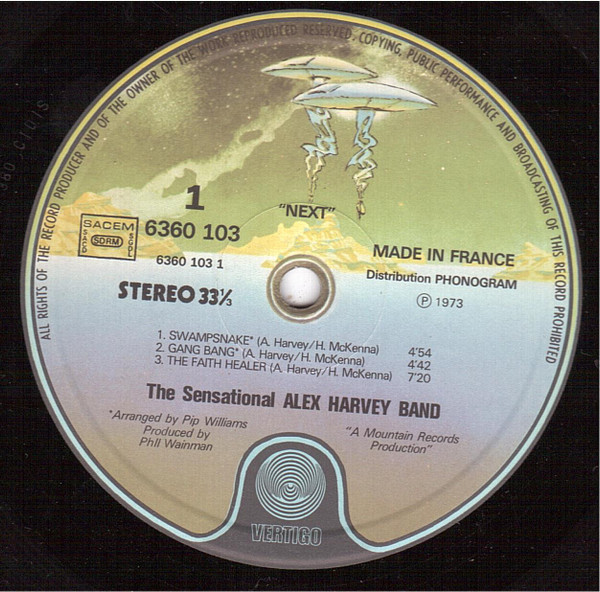 ALL RIGHTS OF THE RECORD PRODUCER AND OF THE OWNER OF THE WORK REPRODUCED RESERVED. COPYING, PUBLIC PERFORMANCE AND BROADCASTING OF THIS RECORD PROHIBITED
1
"NEXT"
SACEM
SDRM
SACD
SGDL
6360 103
6360 103 1
MADE IN FRANCE
Distribution PHONOGRAM
℗ 1973
STEREO 33⅓
1. SWAMPSNAKE* (A. Harvey/H. McKenna) 4'54
2. GANG BANG* (A. Harvey/H. McKenna) 4'42
3. THE FAITH HEALER (A. Harvey/H. McKenna) 7'20
The Sensational ALEX HARVEY BAND
*Arranged by Pip Williams
Produced by
Phil Wainman
"A Mountain Records
Production"
VERTIGO